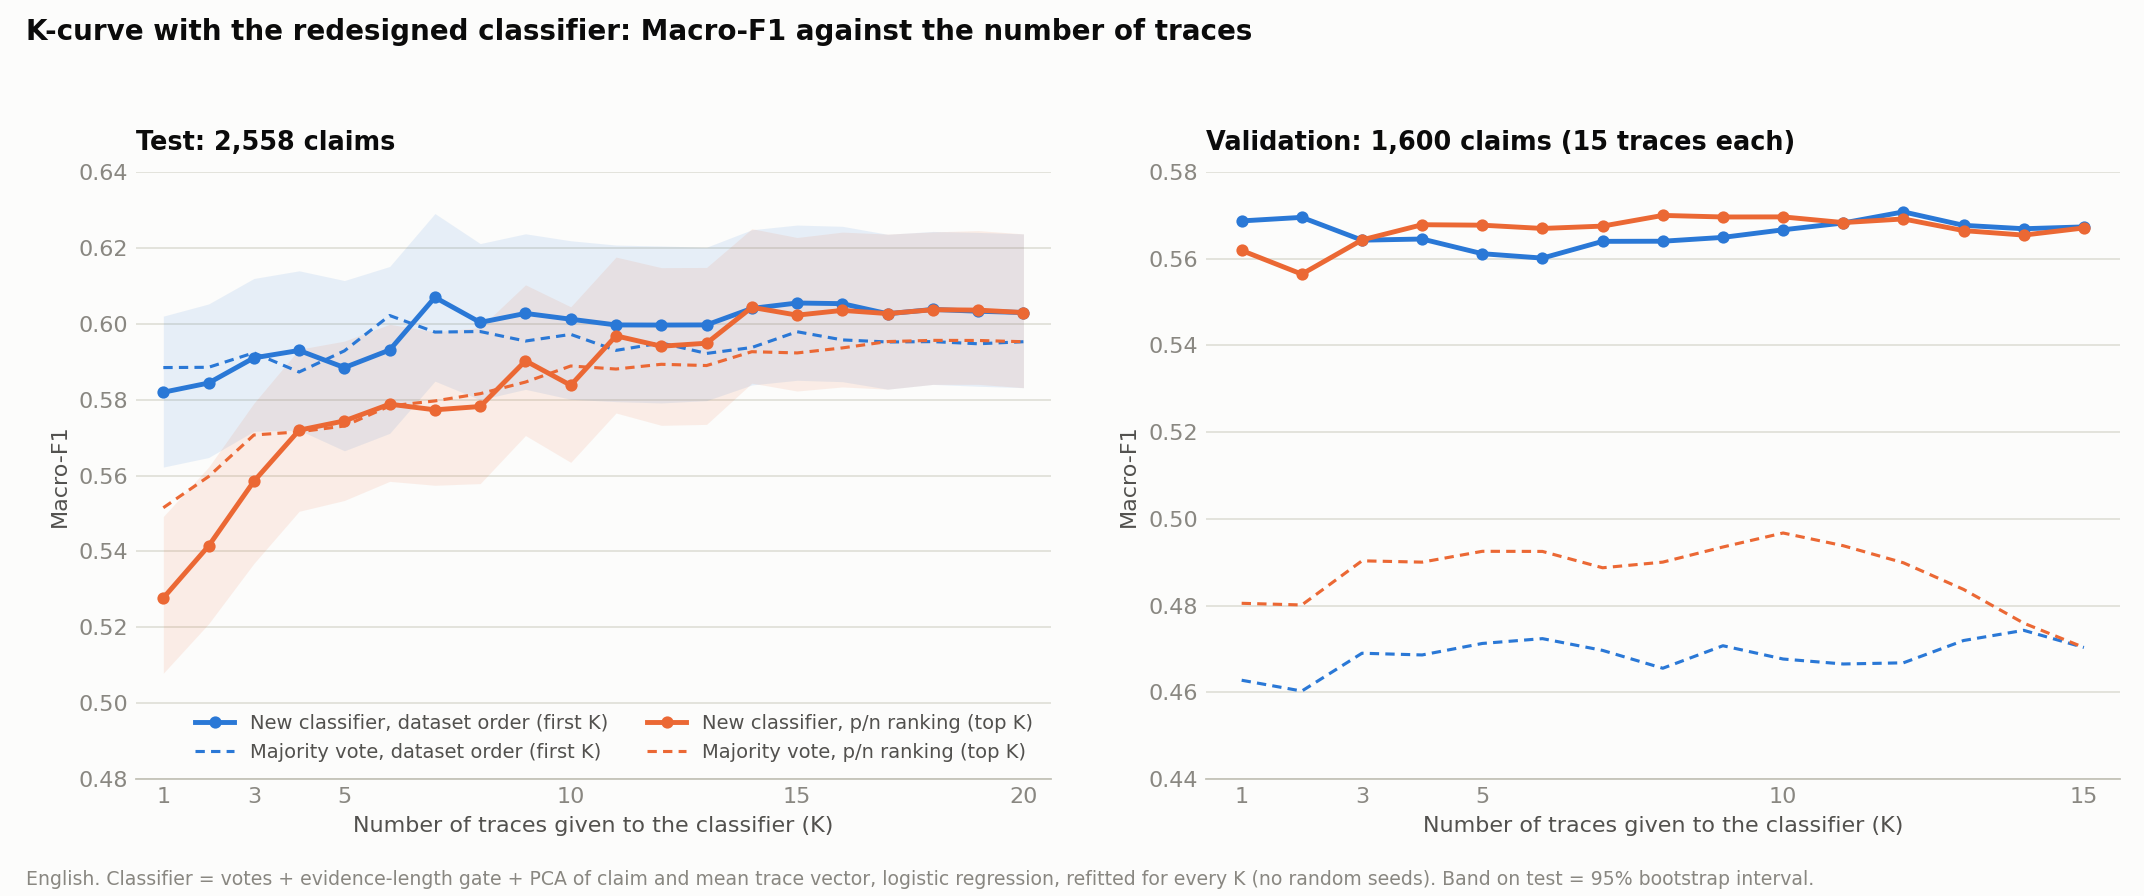 K-curve with the redesigned classifier: Macro-F1 against the number of traces
Test: 2,558 claims
0.64
0.62
0.60
0.58
0.56
0.54
0.52
0.50
0.48
Macro-F1
New classifier, dataset order (first K)
Majority vote, dataset order (first K)
New classifier, p/n ranking (top K)
Majority vote, p/n ranking (top K)
1 3 5 10 15 20
Number of traces given to the classifier (K)
Validation: 1,600 claims (15 traces each)
0.58
0.56
0.54
0.52
0.50
0.48
0.46
0.44
Macro-F1
1 3 5 10 15
Number of traces given to the classifier (K)
English. Classifier = votes + evidence-length gate + PCA of claim and mean trace vector, logistic regression, refitted for every K (no random seeds). Band on test = 95% bootstrap interval.